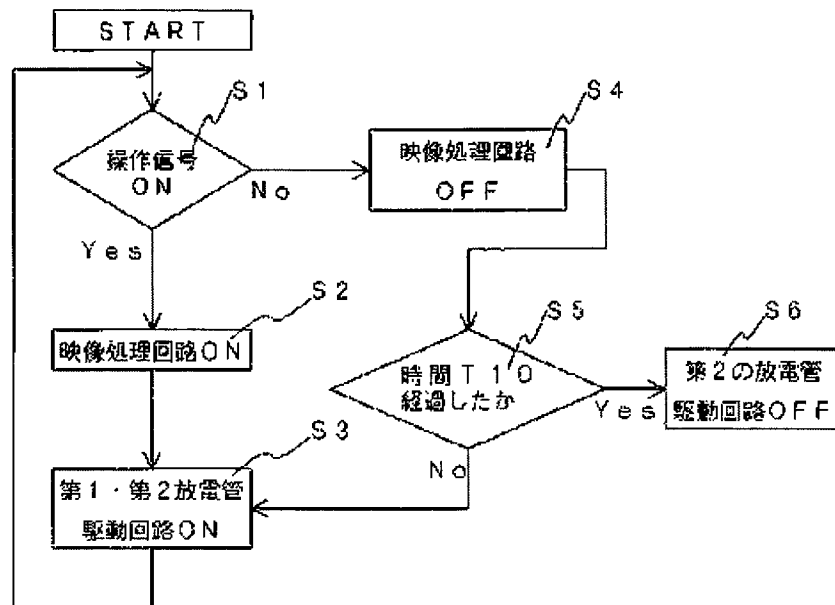 START
S1
操作信号
ON
No
Yes
S4
映像処理回路
OFF
S2
映像処理回路ON
S5
時間T10
経過したか
Yes
No
S6
第2の放電管
駆動回路OFF
S3
第1・第2放電管
駆動回路ON